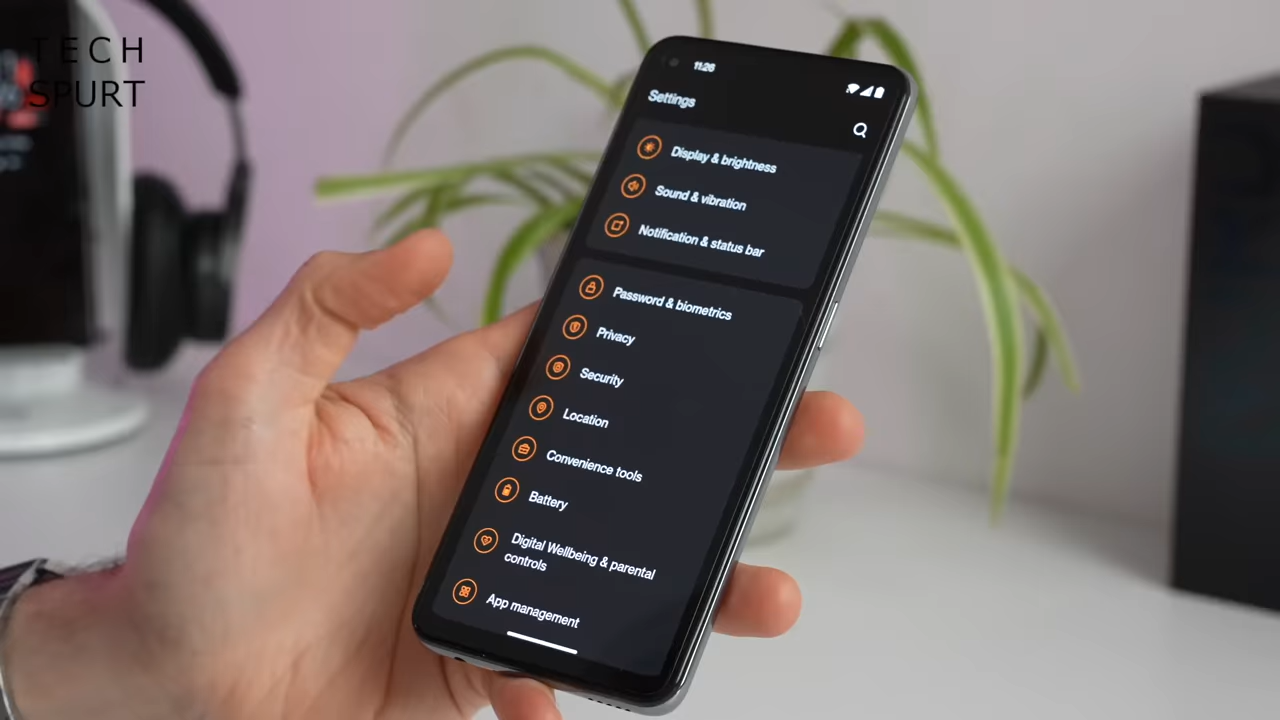 TECH
SPURT
11:26
Settings
Display & brightness
Sound & vibration
Notification & status bar
Password & biometrics
Privacy
Security
Location
Convenience tools
Battery
Digital Wellbeing & parental
controls
App management